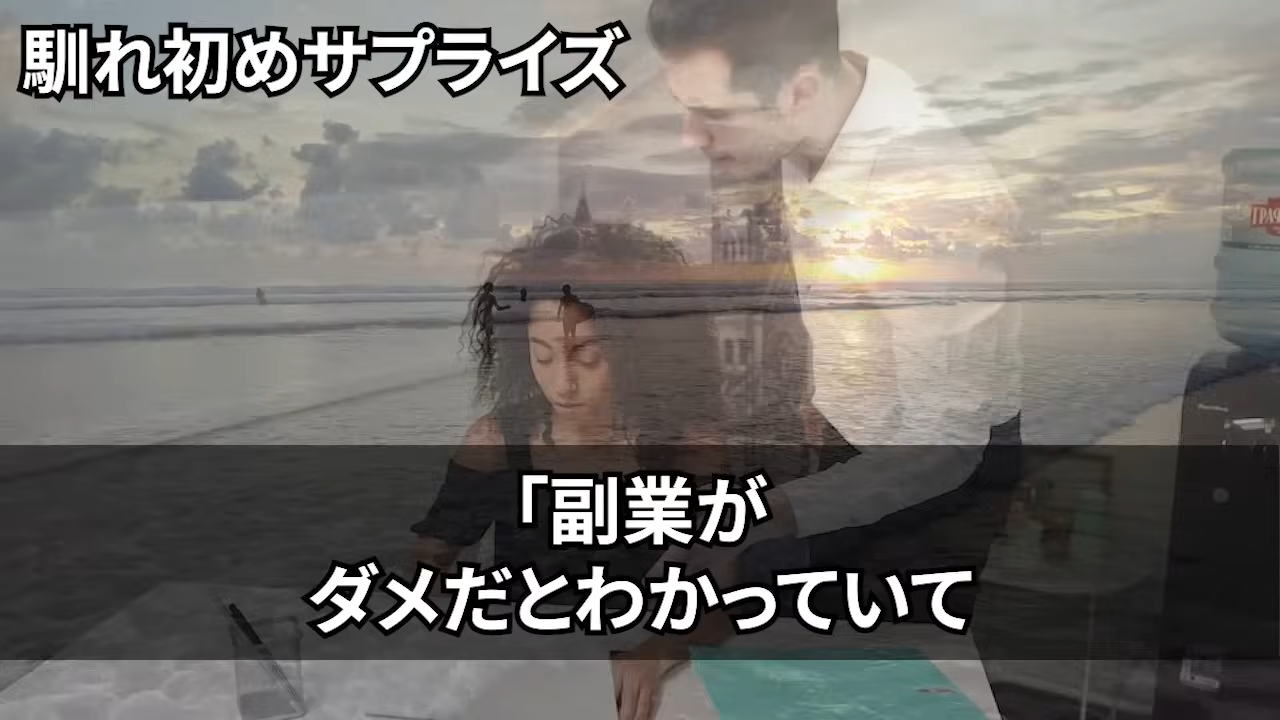 馴れ初めサプライズ
「副業が
ダメだとわかっていて